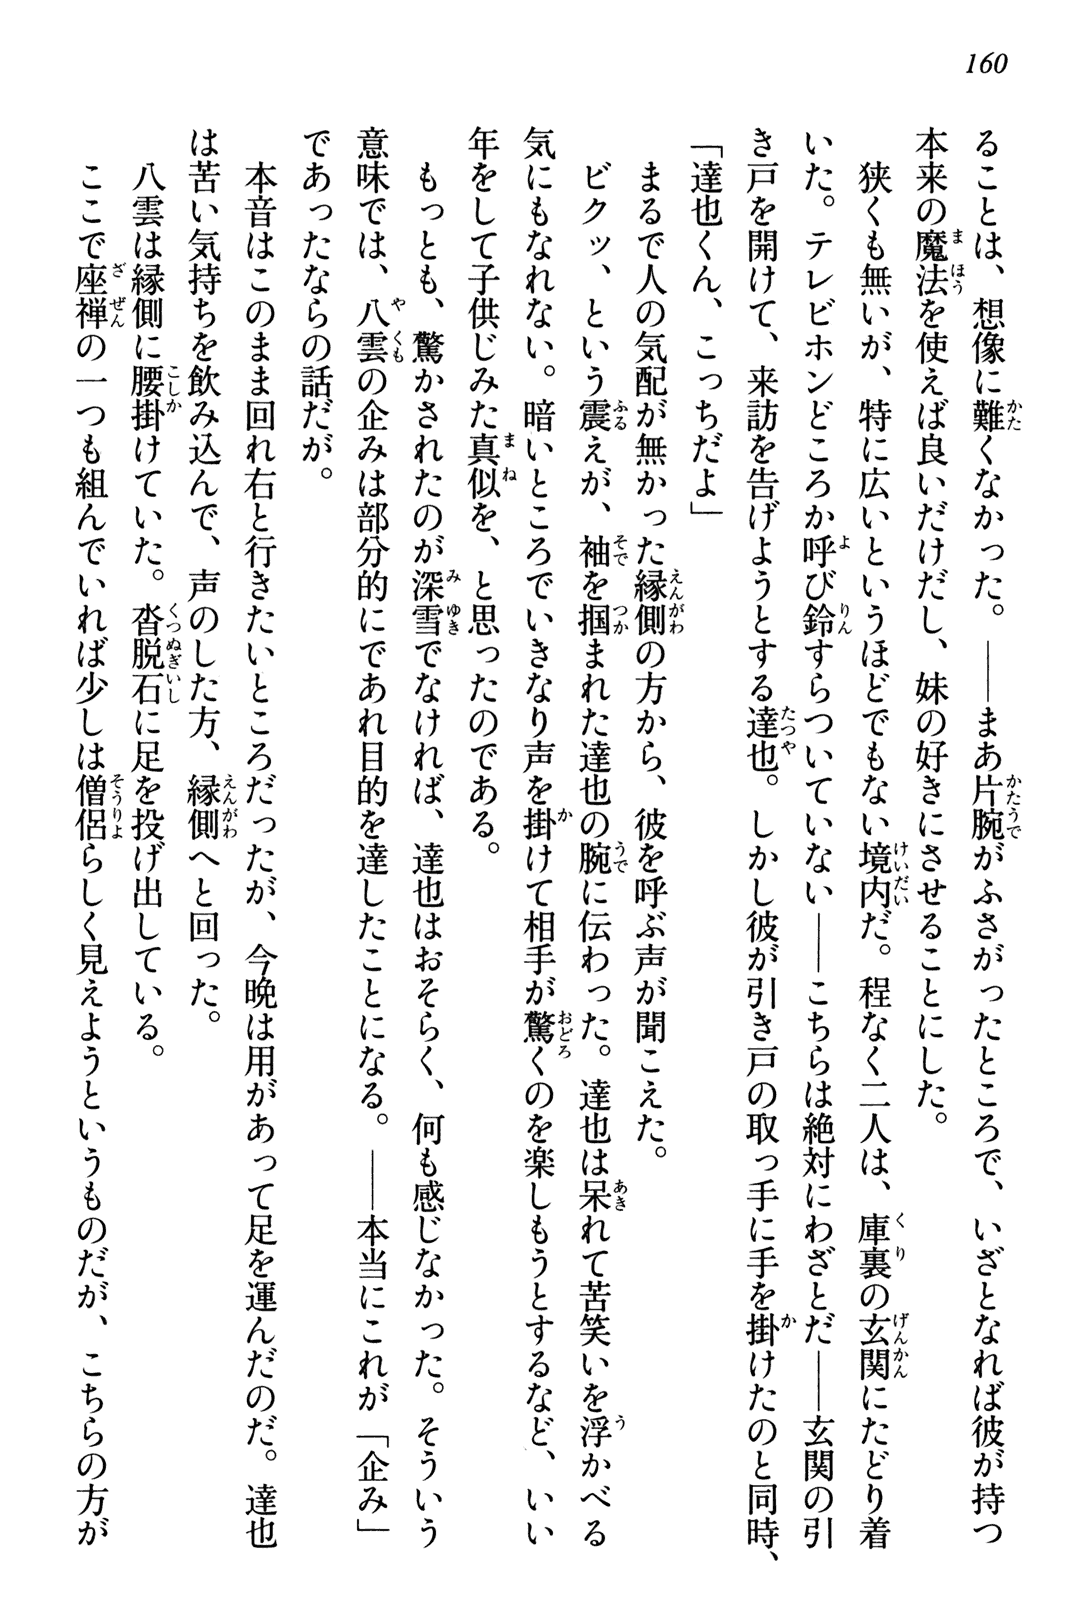 160
ることは、想像に難くなかった。――まあ片腕がふさがったところで、いざとなれば彼が持つ
本来の魔法を使えば良いだけだし、妹の好きにさせることにした。
　狭くも無いが、特に広いというほどでもない境内だ。程なく二人は、庫裏の玄関にたどり着
いた。テレビホンどころか呼び鈴すらついていない――こちらは絶対にわざとだ――玄関の引
き戸を開けて、来訪を告げようとする達也。しかし彼が引き戸の取っ手に手を掛けたのと同時、
「達也くん、こっちだよ」
　まるで人の気配が無かった縁側の方から、彼を呼ぶ声が聞こえた。
　ビクッ、という震えが、袖を掴まれた達也の腕に伝わった。達也は呆れて苦笑いを浮かべる
気にもなれない。暗いところでいきなり声を掛けて相手が驚くのを楽しもうとするなど、いい
年をして子供じみた真似を、と思ったのである。
　もっとも、驚かされたのが深雪でなければ、達也はおそらく、何も感じなかった。そういう
意味では、八雲の企みは部分的にであれ目的を達したことになる。――本当にこれが「企み」
であったならの話だが。
　本音はこのまま回れ右と行きたいところだったが、今晩は用があって足を運んだのだ。達也
は苦い気持ちを飲み込んで、声のした方、縁側へと回った。
　八雲は縁側に腰掛けていた。沓脱石に足を投げ出している。
　ここで座禅の一つも組んでいれば少しは僧侶らしく見えようというものだが、こちらの方が